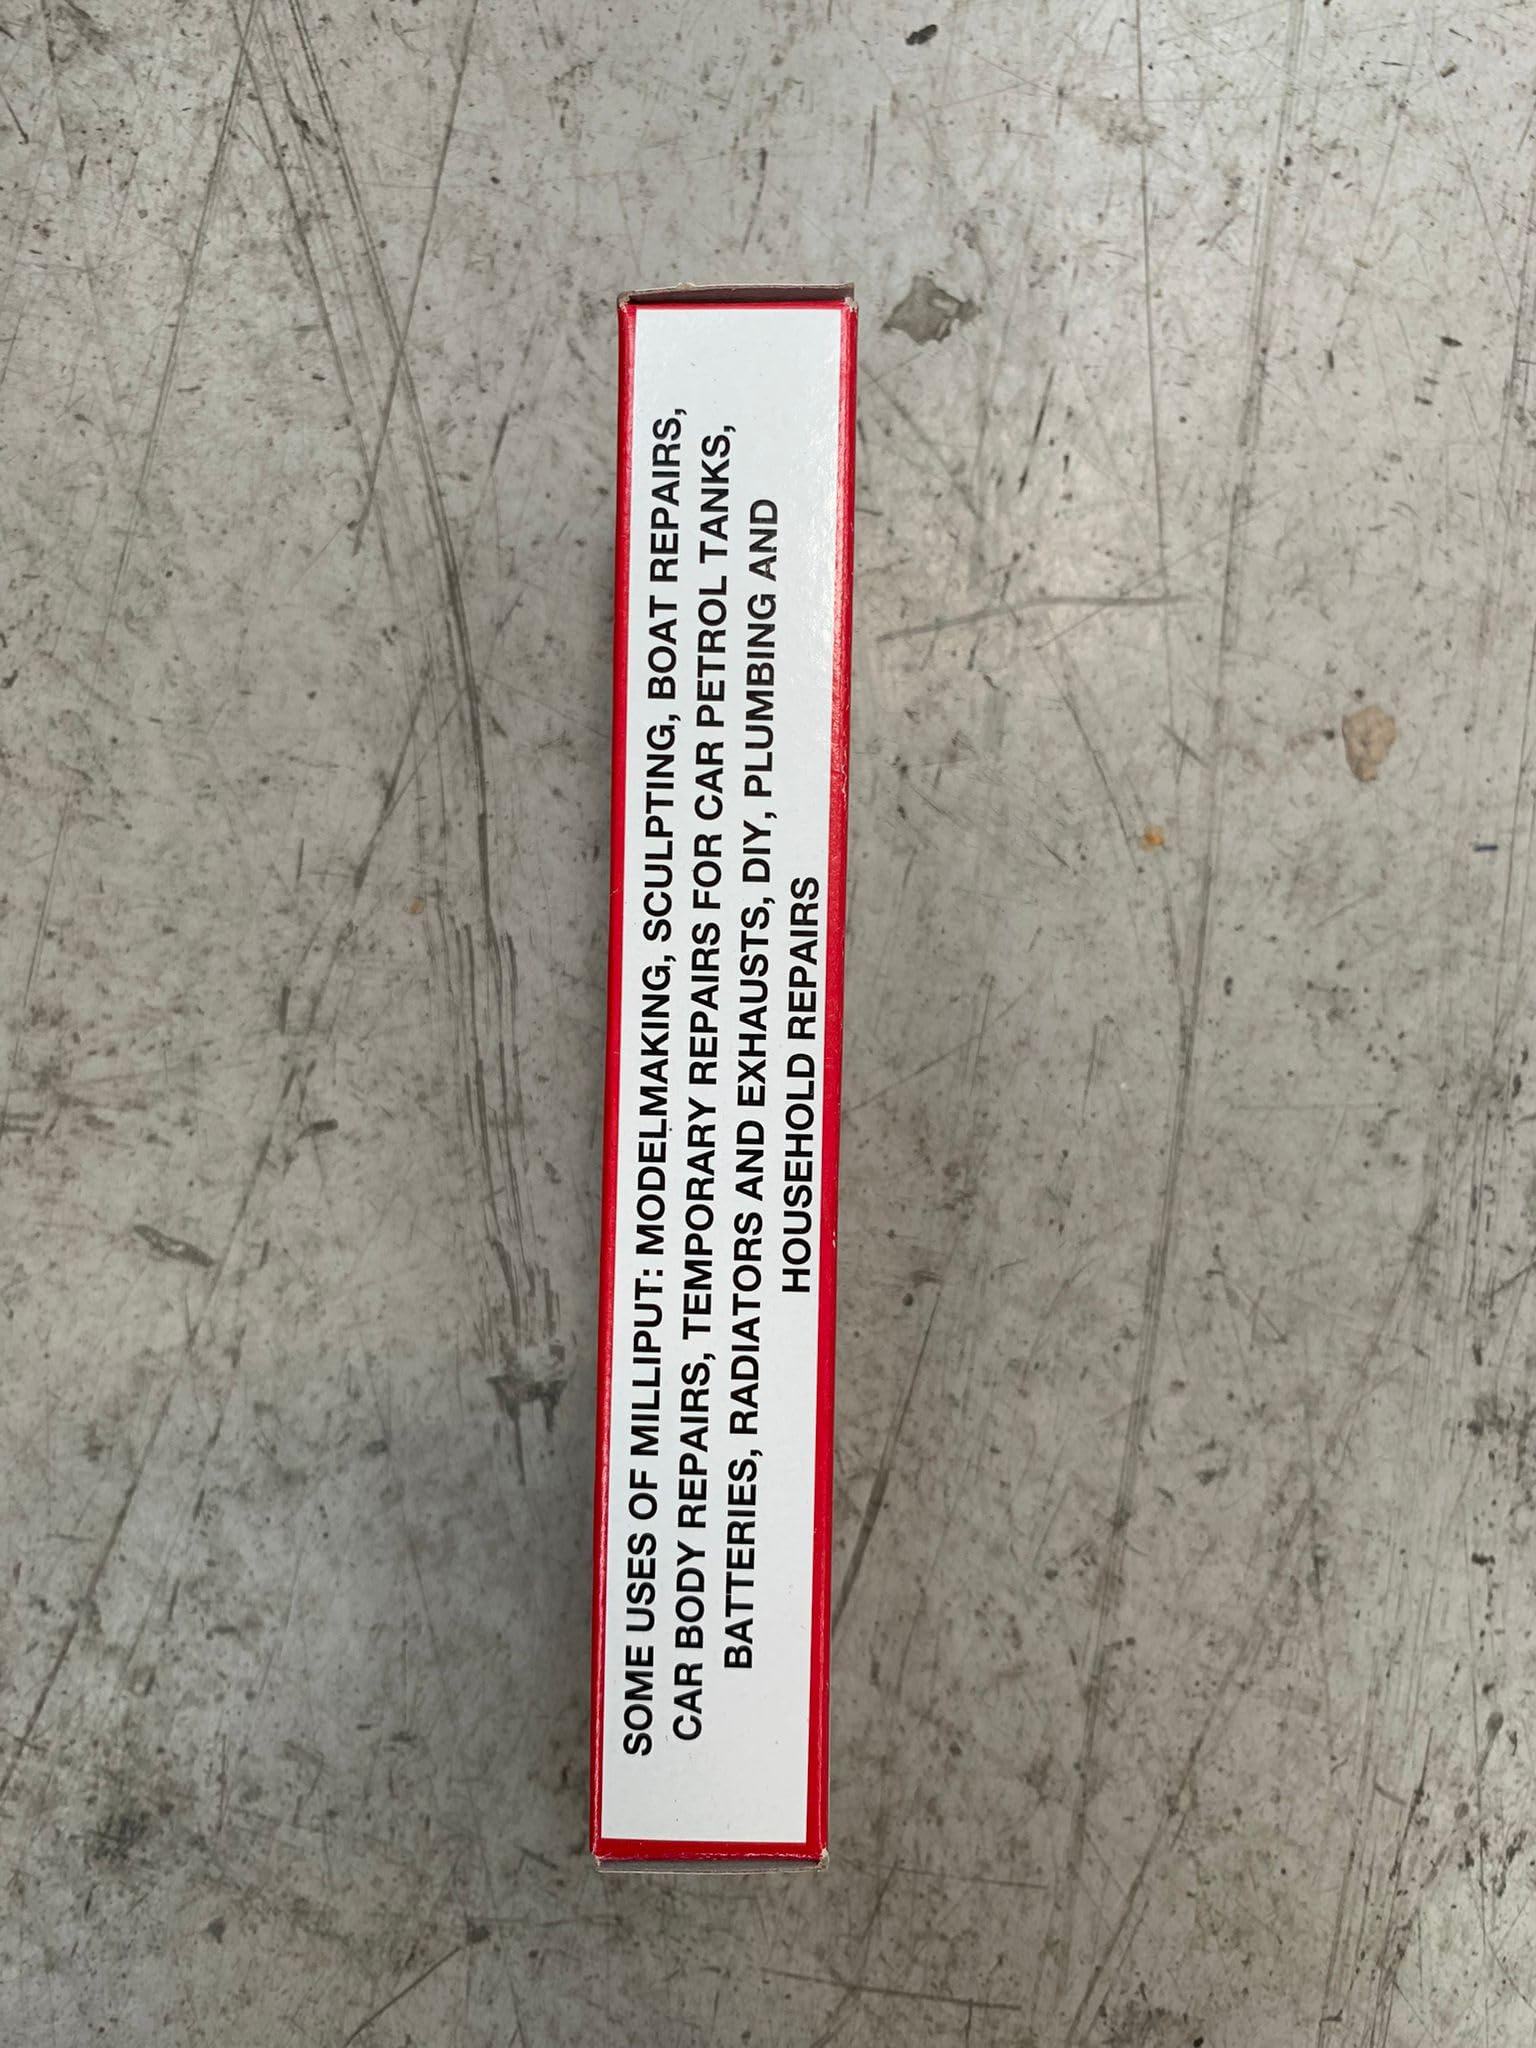 SOME USES OF MILLIPUT: MODELMAKING, SCULPTING, BOAT REPAIRS,
CAR BODY REPAIRS, TEMPORARY REPAIRS FOR CAR PETROL TANKS,
BATTERIES, RADIATORS AND EXHAUSTS, DIY, PLUMBING AND
HOUSEHOLD REPAIRS